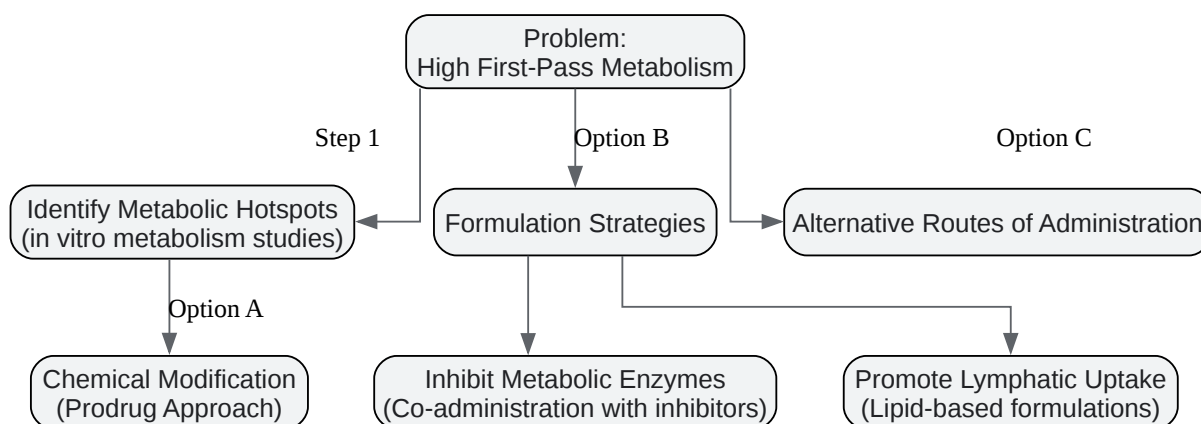 Problem:
High First-Pass Metabolism
Step 1
Option B
Option C
Identify Metabolic Hotspots
(in vitro metabolism studies)
Formulation Strategies
Alternative Routes of Administration
Option A
Chemical Modification
(Prodrug Approach)
Inhibit Metabolic Enzymes
(Co-administration with inhibitors)
Promote Lymphatic Uptake
(Lipid-based formulations)